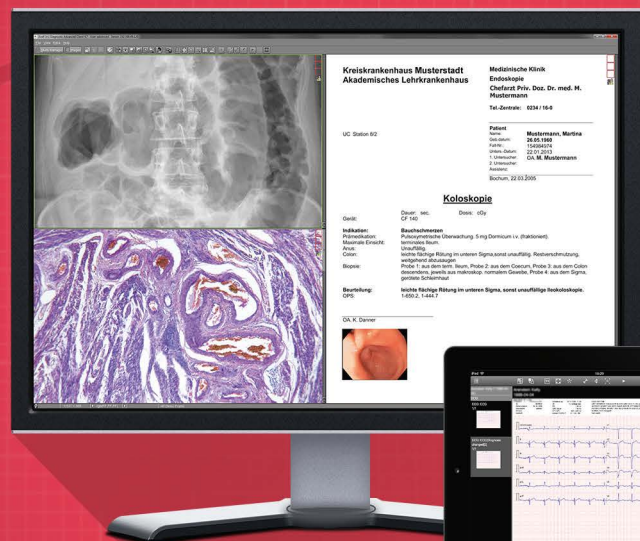 Kreiskrankenhaus Musterstadt
Akademisches Lehrkrankenhaus
Medizinische Klinik
Endoskopie
Chefarzt Priv. Doz. Dr. med. M.
Mustermann
Tel.-Zentrale: 0234 / 16-0
UC Station 8/2
Patient
Name: Mustermann, Martina
Geb.datum: 26.05.1968
Fall-Nr.: 154984974
Unters.-Datum: 22.01.2013
1. Untersucher: OA. M. Mustermann
2. Untersucher:
Assistenz:
Bochum, 22.03.2005
Koloskopie
Dauer: sec. Dosis: cGy
Gerät: CF 140
Indikation: Bauchschmerzen
Prämedikation: Pulsoxymetrische Überwachung. 5 mg Dormicum i.v. (fraktioniert).
Maximale Einsicht: terminales Ileum.
Anus: Unauffällig.
Colon: leichte flächige Rötung im unteren Sigma,sonst unauffällig. Restverschmutzung,
weitgehend abzusaugen
Biopsie: Probe 1: aus dem term. Ileum, Probe 2: aus dem Coecum, Probe 3: aus dem Colon
descendens, jeweils aus makroskop. normalem Gewebe, Probe 4: aus dem Sigma,
gerötete Schleimhaut
Beurteilung: leichte flächige Rötung im unteren Sigma, sonst unauffällige Ileokoloskopie.
OPS: 1-650.2, 1-444.7
OA. K. Danner
iPad